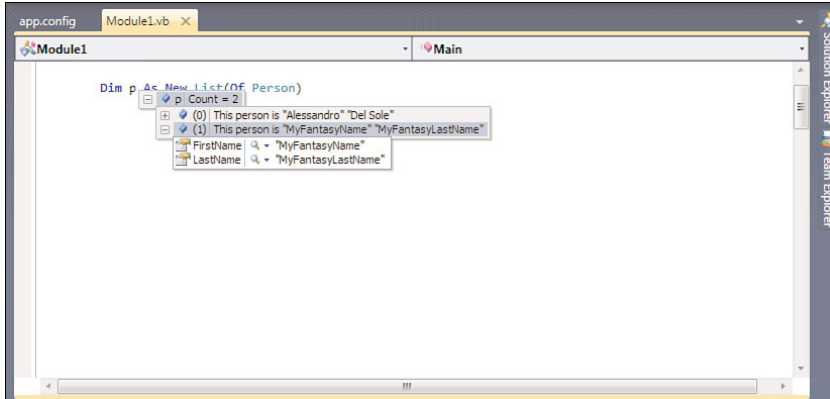 app.config Module1.vb
Module1 Main
Dim p As New List(Of Person)
p Count = 2
(0) This person is "Alessandro" "Del Sole"
(1) This person is "MyFantasyName" "MyFantasyLastName"
FirstName "MyFantasyName"
LastName "MyFantasyLastName"
Solution Explorer
Team Explorer